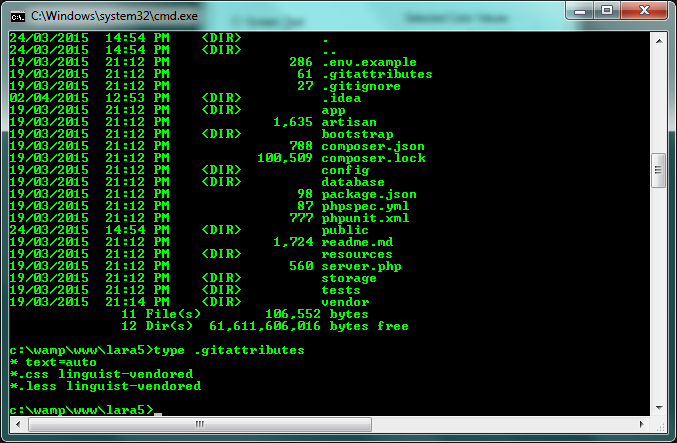 Screen Text
Selected Color Values
C:\Windows\system32\cmd.exe
24/03/2015  14:54 PM    <DIR>          .
24/03/2015  14:54 PM    <DIR>          ..
19/03/2015  21:12 PM               286 .env.example
19/03/2015  21:12 PM                61 .gitattributes
19/03/2015  21:12 PM                27 .gitignore
02/04/2015  12:53 PM    <DIR>          .idea
19/03/2015  21:12 PM    <DIR>          app
19/03/2015  21:12 PM             1,635 artisan
19/03/2015  21:12 PM    <DIR>          bootstrap
19/03/2015  21:12 PM               788 composer.json
19/03/2015  21:12 PM           100,509 composer.lock
19/03/2015  21:12 PM    <DIR>          config
19/03/2015  21:12 PM    <DIR>          database
19/03/2015  21:12 PM                98 package.json
19/03/2015  21:12 PM                87 phpspec.yml
19/03/2015  21:12 PM               777 phpunit.xml
24/03/2015  14:54 PM    <DIR>          public
19/03/2015  21:12 PM             1,724 readme.md
19/03/2015  21:12 PM    <DIR>          resources
19/03/2015  21:12 PM               560 server.php
19/03/2015  21:12 PM    <DIR>          storage
19/03/2015  21:12 PM    <DIR>          tests
19/03/2015  21:14 PM    <DIR>          vendor
11 File(s)        106,552 bytes
12 Dir(s)  61,611,606,016 bytes free
c:\wamp\www\lara5>type .gitattributes
* text=auto
*.css linguist-vendored
*.less linguist-vendored
c:\wamp\www\lara5>